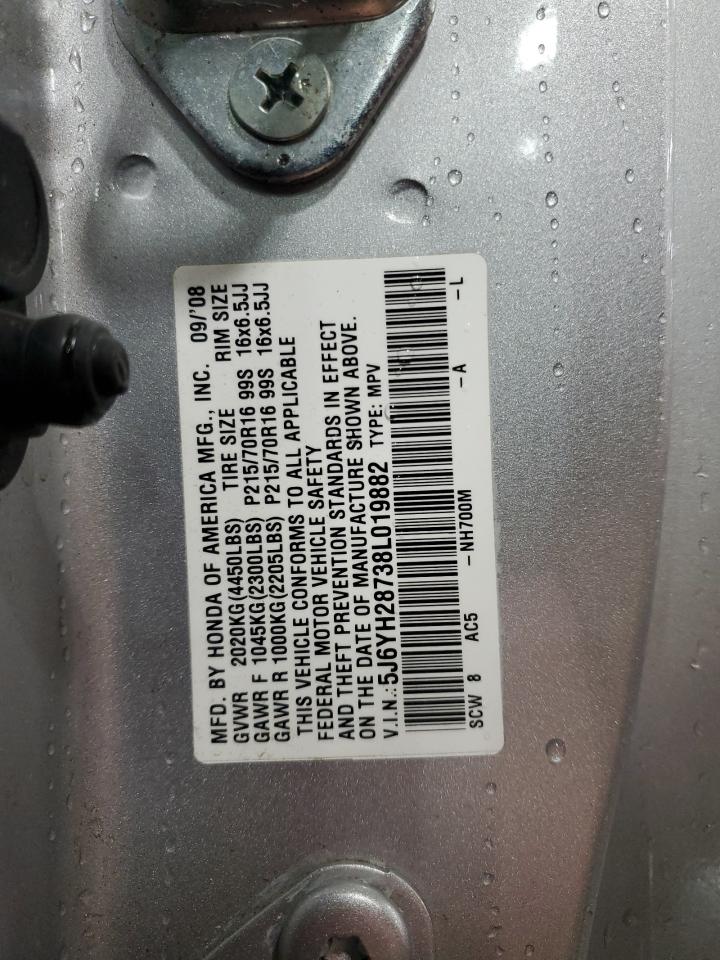 MFD. BY HONDA OF AMERICA MFG., INC. 09/'08
GVWR 2020KG(4450LBS) TIRE SIZE RIM SIZE
GAWR F 1045KG(2300LBS) P215/70R16 99S 16x6.5JJ
GAWR R 1000KG(2205LBS) P215/70R16 99S 16x6.5JJ
THIS VEHICLE CONFORMS TO ALL APPLICABLE
FEDERAL MOTOR VEHICLE SAFETY
AND THEFT PREVENTION STANDARDS IN EFFECT
ON THE DATE OF MANUFACTURE SHOWN ABOVE.
V.I.N.:5J6YH28738L019882 TYPE: MPV
SCW 8 AC5 -NH700M -A -L